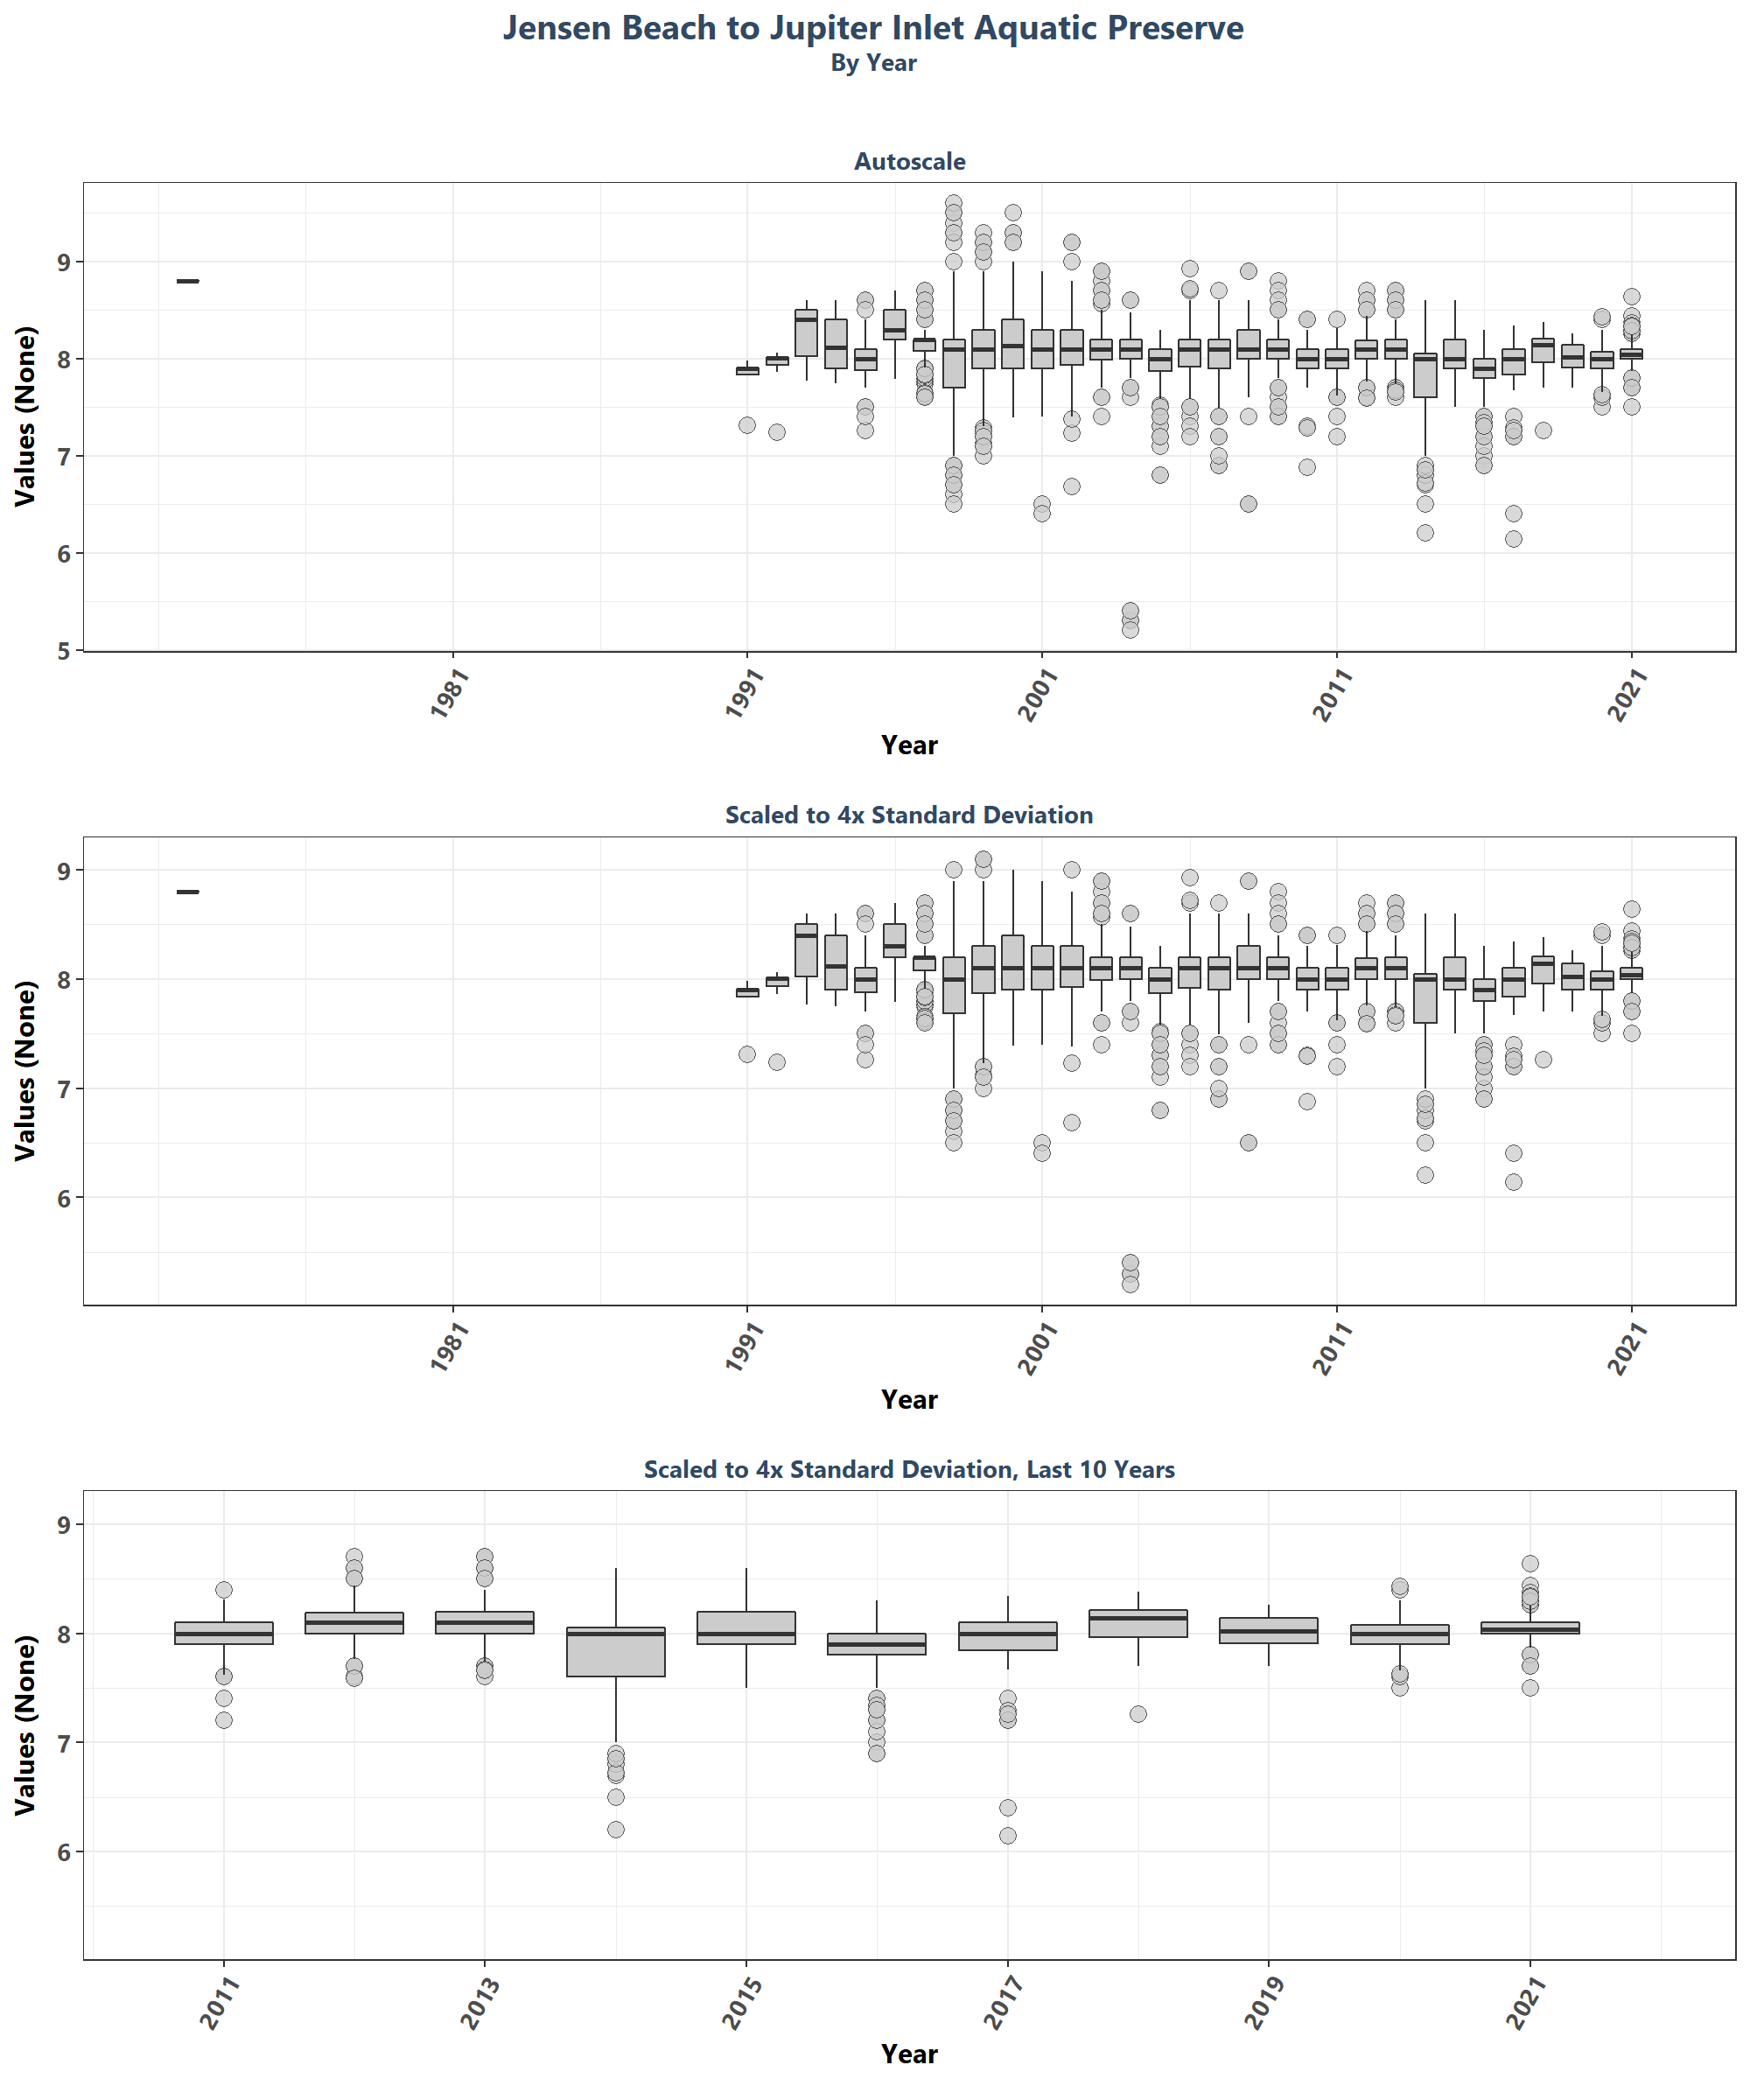 Jensen Beach to Jupiter Inlet Aquatic Preserve
By Year
Autoscale
Values (None)
9
8
7
6
5
1981
1991
2001
2011
2021
Year
Scaled to 4x Standard Deviation
Values (None)
9
8
7
6
1981
1991
2001
2011
2021
Year
Scaled to 4x Standard Deviation, Last 10 Years
Values (None)
9
8
7
6
2011
2013
2015
2017
2019
2021
Year